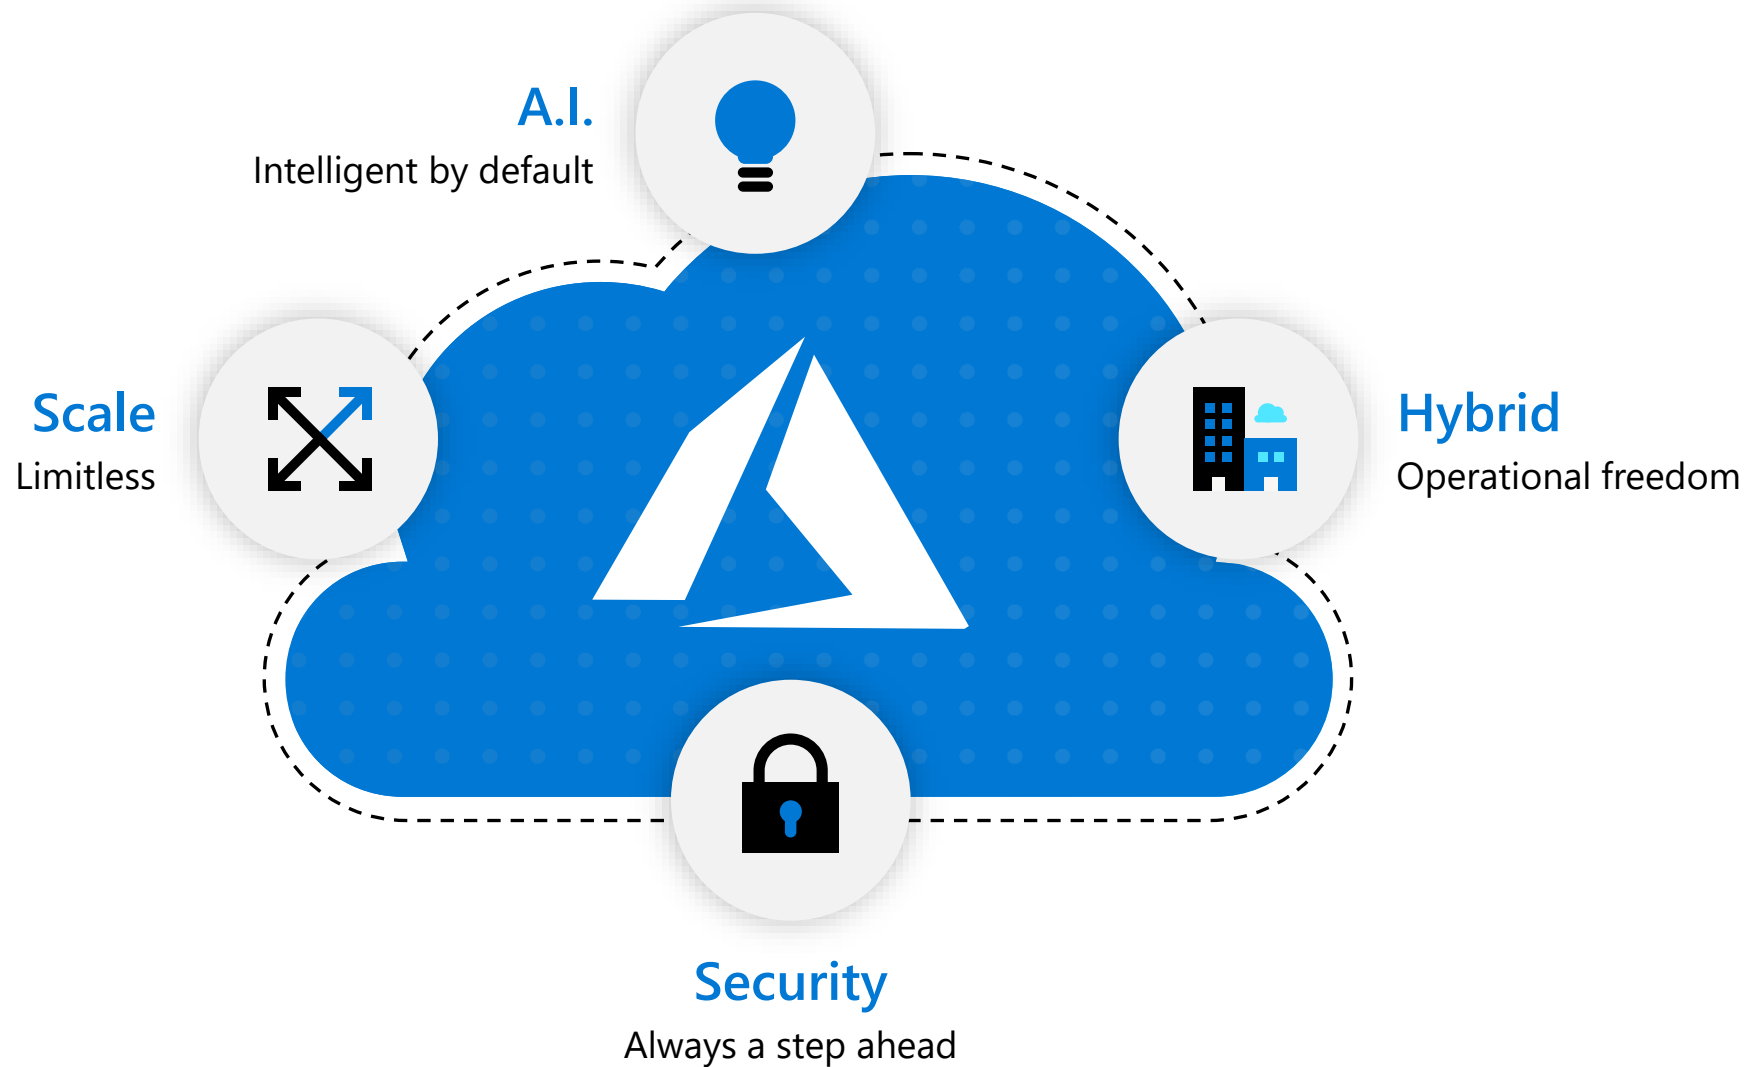 A.I.
Intelligent by default
Scale
Limitless
Hybrid
Operational freedom
Security
Always a step ahead